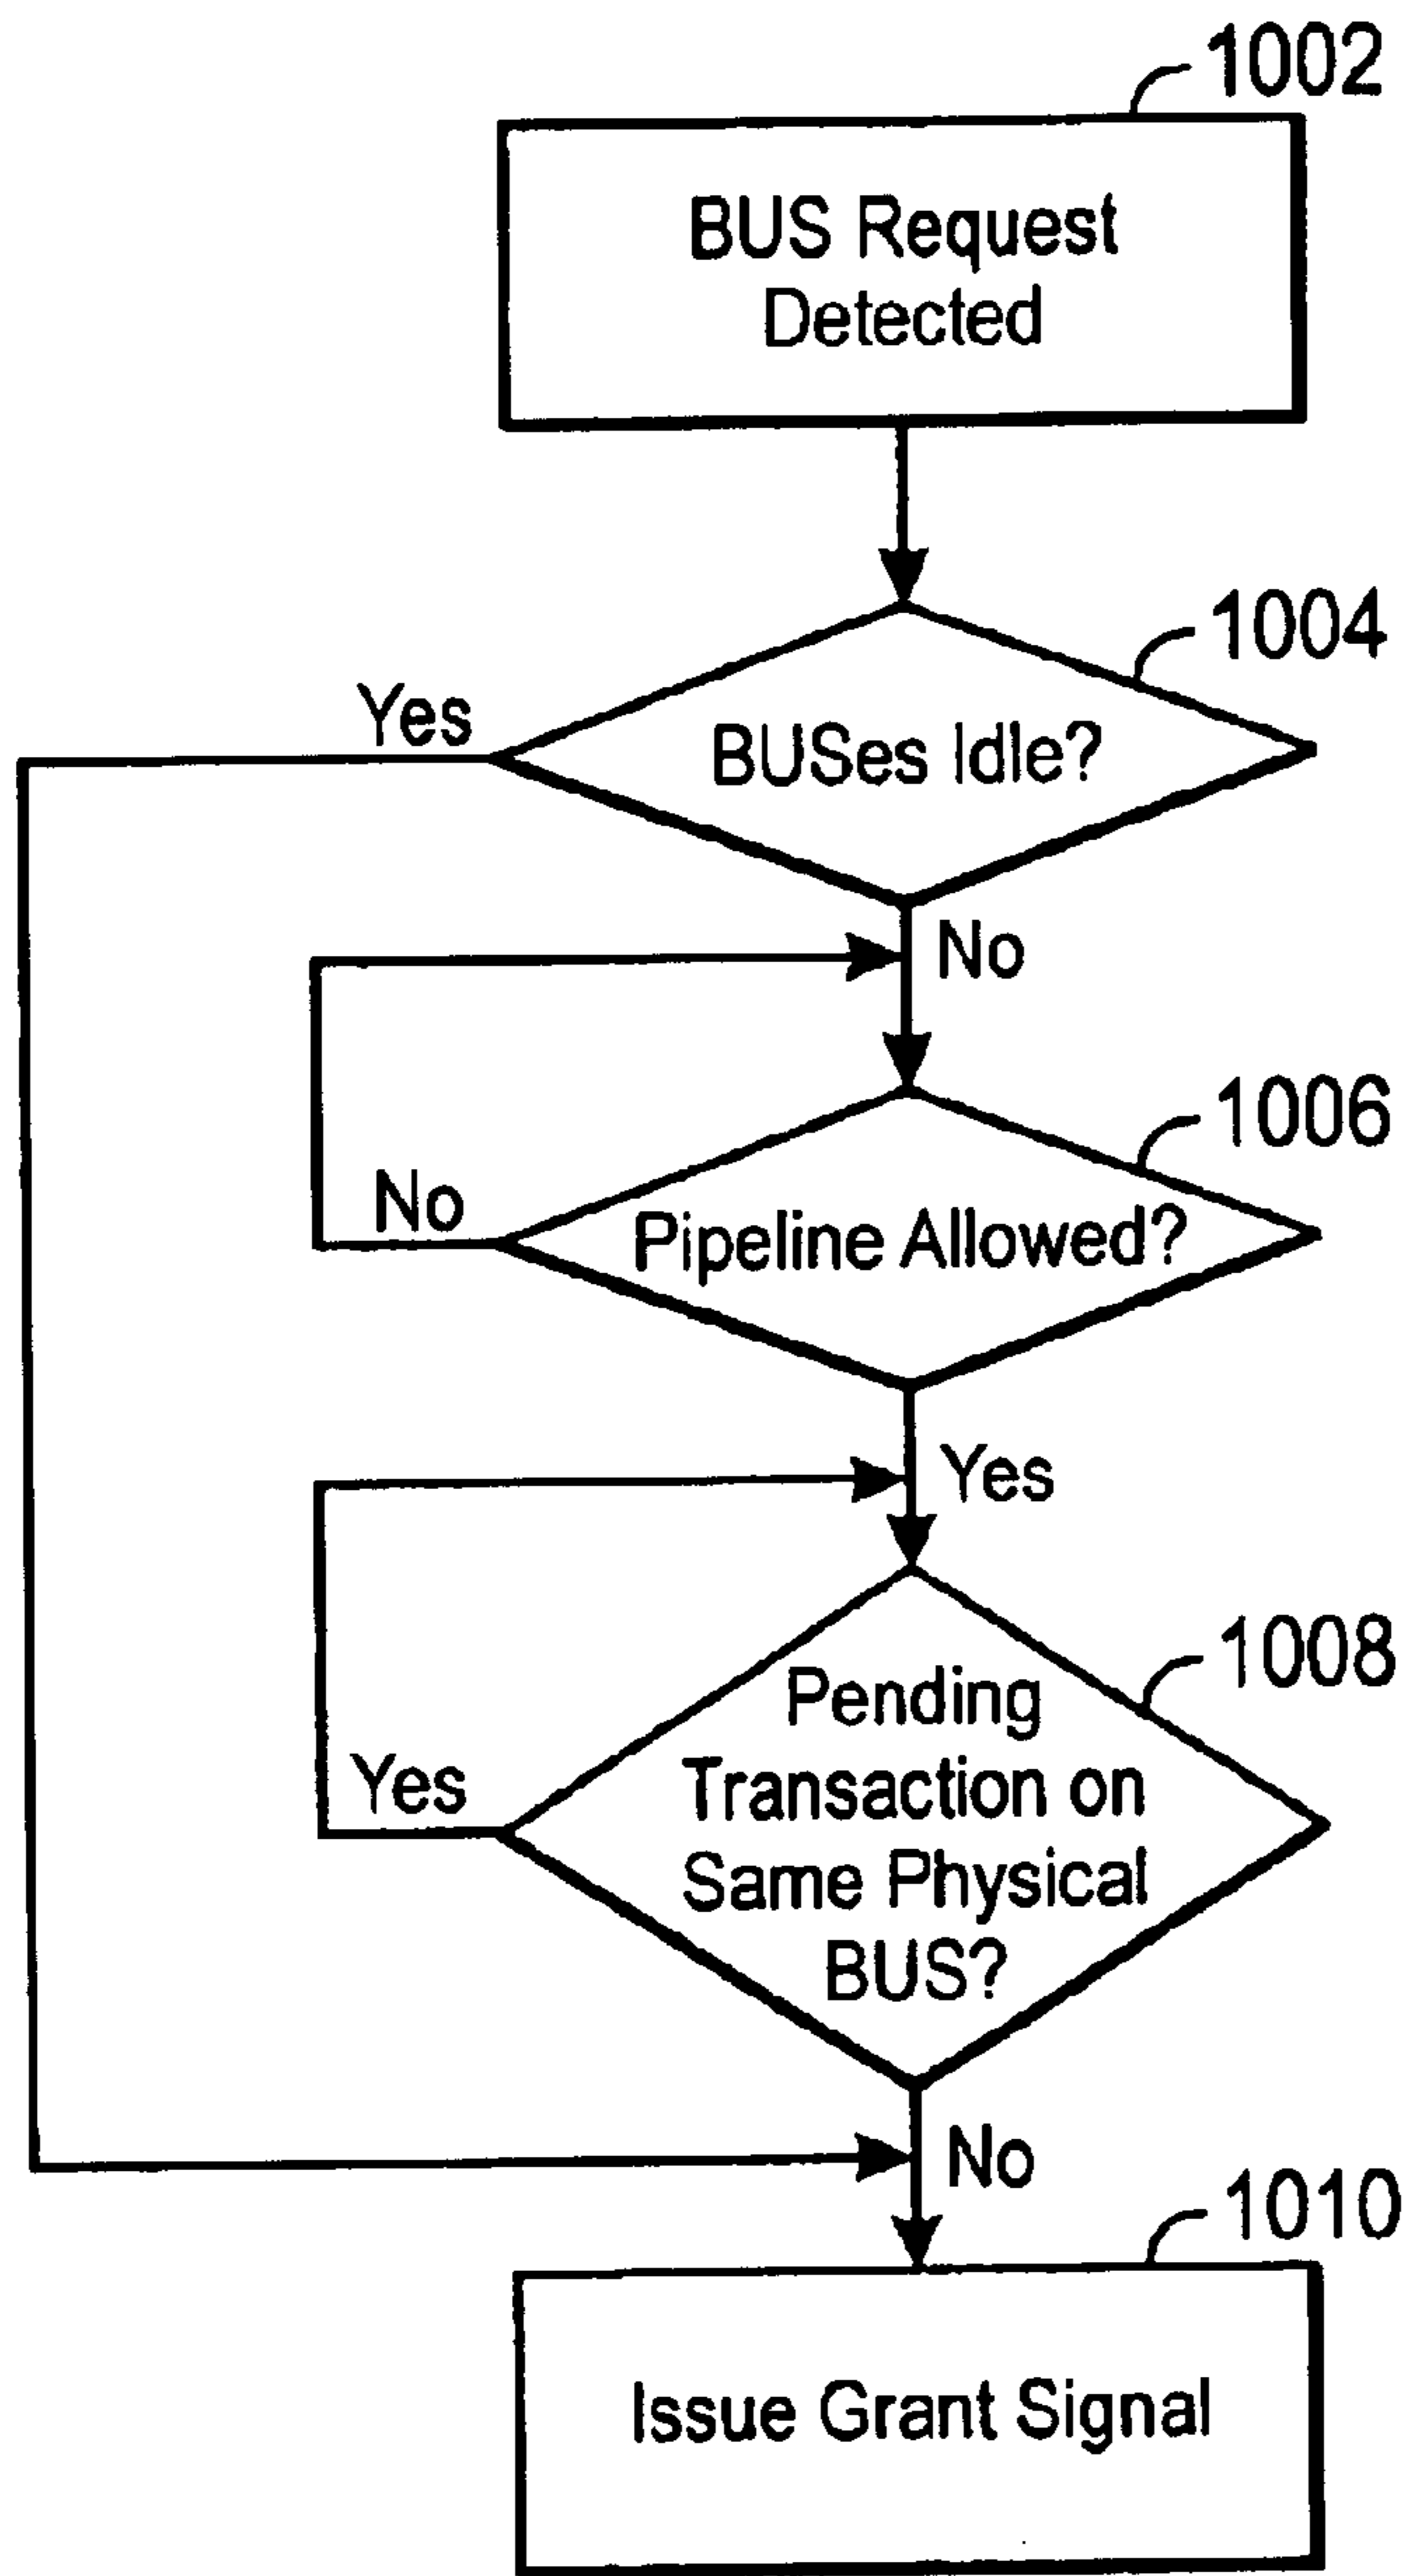 1002
BUS Request
Detected
1004
Yes
BUSes Idle?
No
1006
No
Pipeline Allowed?
Yes
1008
Pending
Transaction on
Yes
Same Physical
BUS?
No
1010
Issue Grant Signal